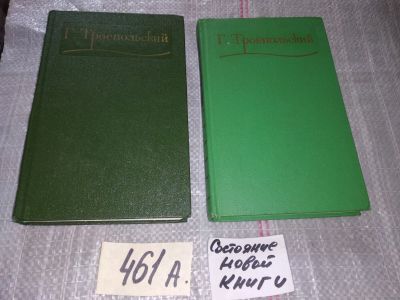 Г. Троепольский
Г. Троепольский
461 А.
Состояние
новой
книги